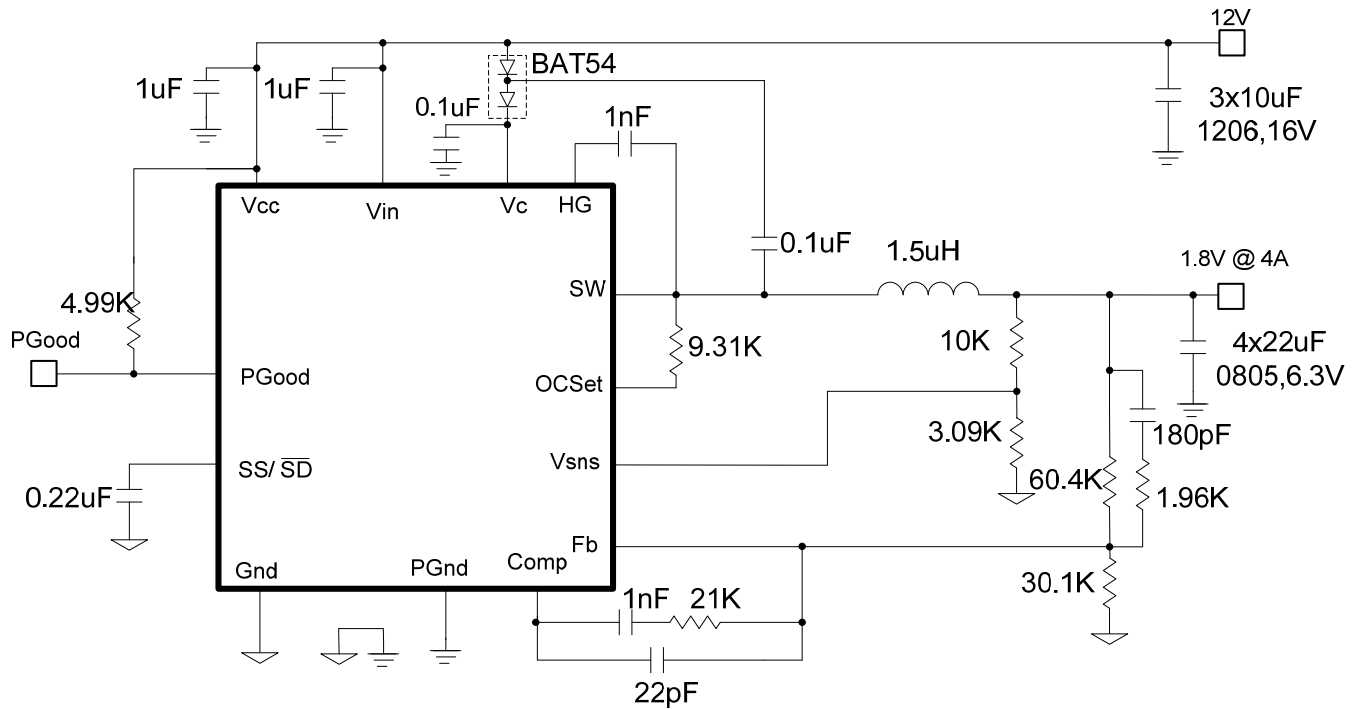 12V
BAT54
1uF
1uF
0.1uF
1nF
3x10uF
1206,16V
Vcc
Vin
Vc
HG
0.1uF
1.5uH
1.8V @ 4A
SW
4.99K
9.31K
10K
4x22uF
0805,6.3V
PGood
PGood
OCSet
3.09K
180pF
Vsns
SS/ SD
60.4K
1.96K
0.22uF
Fb
Comp
Gnd
PGnd
30.1K
1nF
21K
22pF